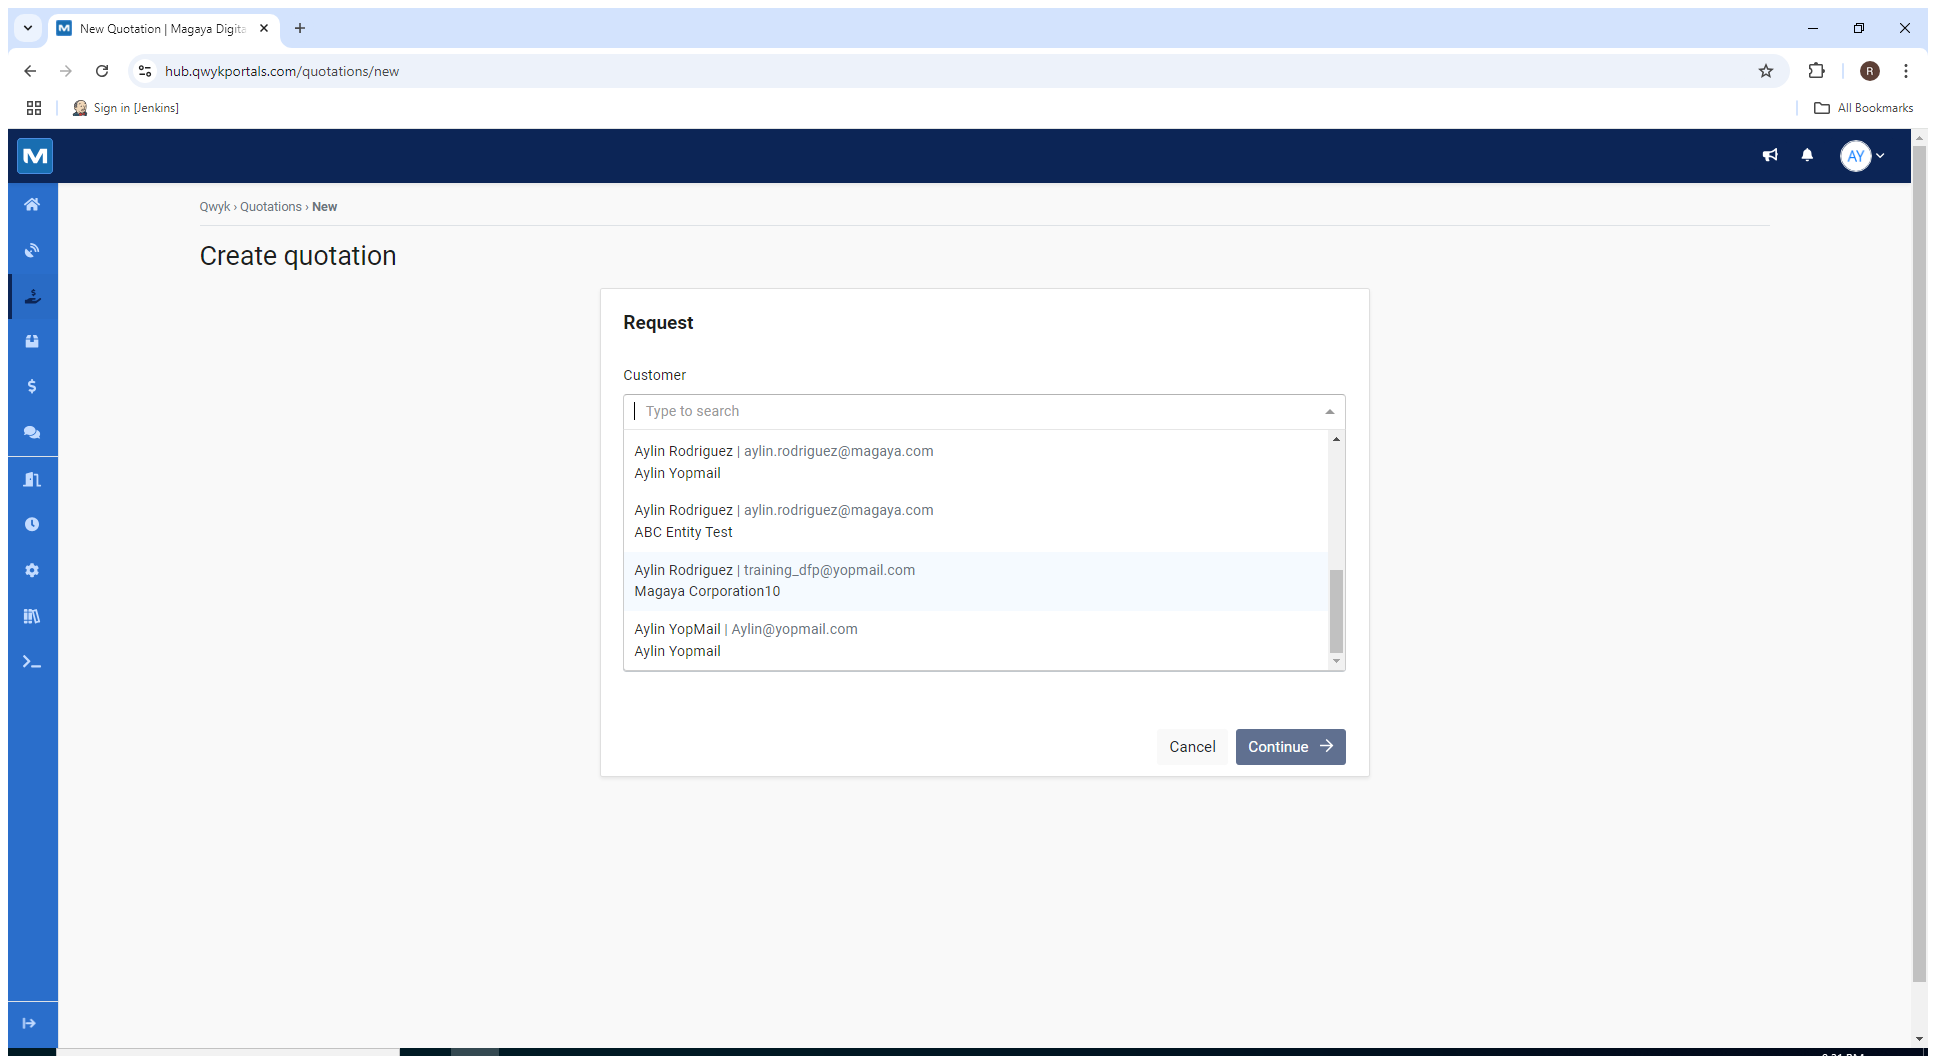 New Quotation | Magaya Digita
hub.qwykportals.com/quotations/new
R
Sign in [Jenkins]
All Bookmarks
M
AY
Qwyk › Quotations › New
Create quotation
Request
Customer
Type to search
Aylin Rodriguez | aylin.rodriguez@magaya.com
Aylin Yopmail
Aylin Rodriguez | aylin.rodriguez@magaya.com
ABC Entity Test
Aylin Rodriguez | training_dfp@yopmail.com
Magaya Corporation10
Aylin YopMail | Aylin@yopmail.com
Aylin Yopmail
Cancel
Continue